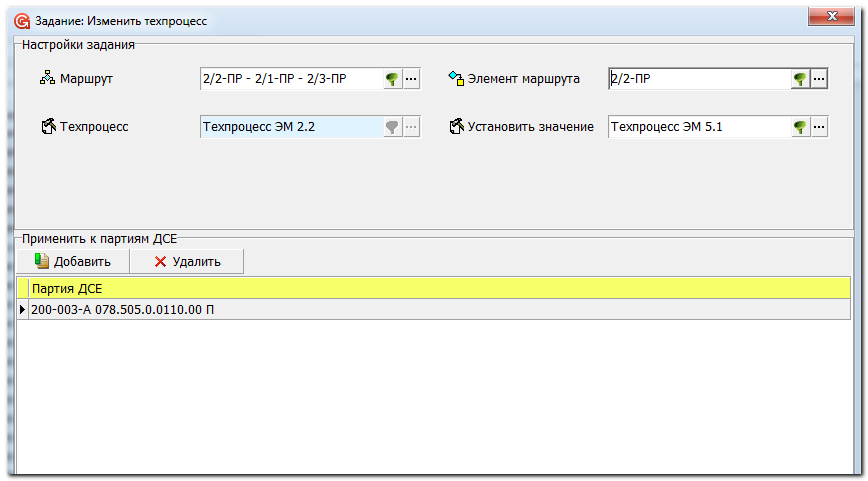 Задание: Изменить техпроцесс
Настройки задания
Маршрут 2/2-ПР - 2/1-ПР - 2/3-ПР ... Элемент маршрута 2/2-ПР ...
Техпроцесс Техпроцесс ЭМ 2.2 ... Установить значение Техпроцесс ЭМ 5.1 ...
Применить к партиям ДСЕ
Добавить Удалить
Партия ДСЕ
200-003-А 078.505.0.0110.00 П